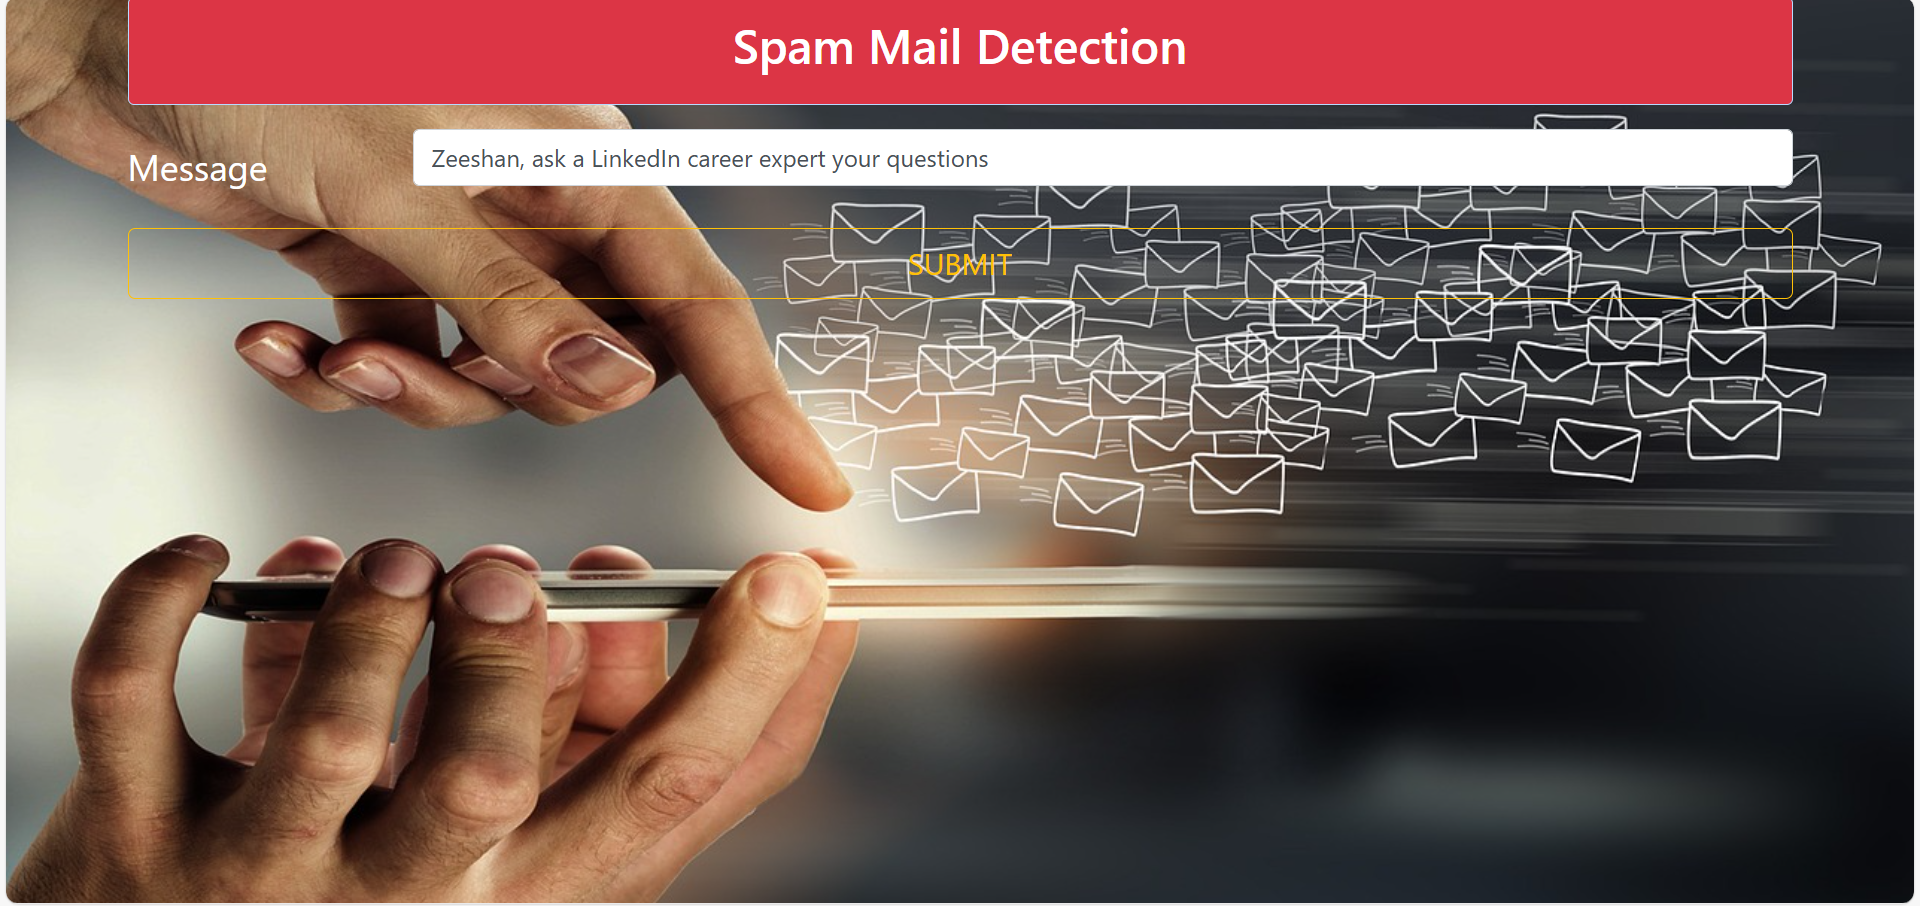 Spam Mail Detection
Message
Zeeshan, ask a LinkedIn career expert your questions
SUBMIT